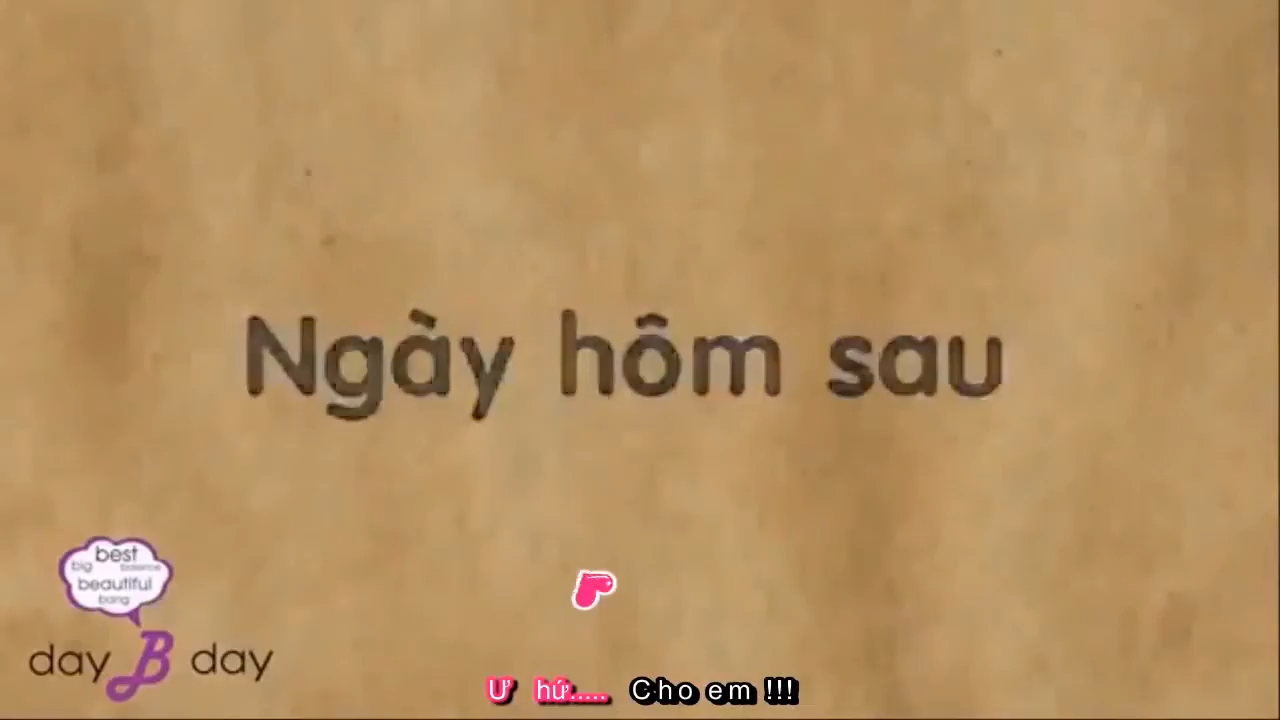 Ngày hôm sau
best
big balance
beautiful
bang
day B day
Ư hứ..... Cho em !!!